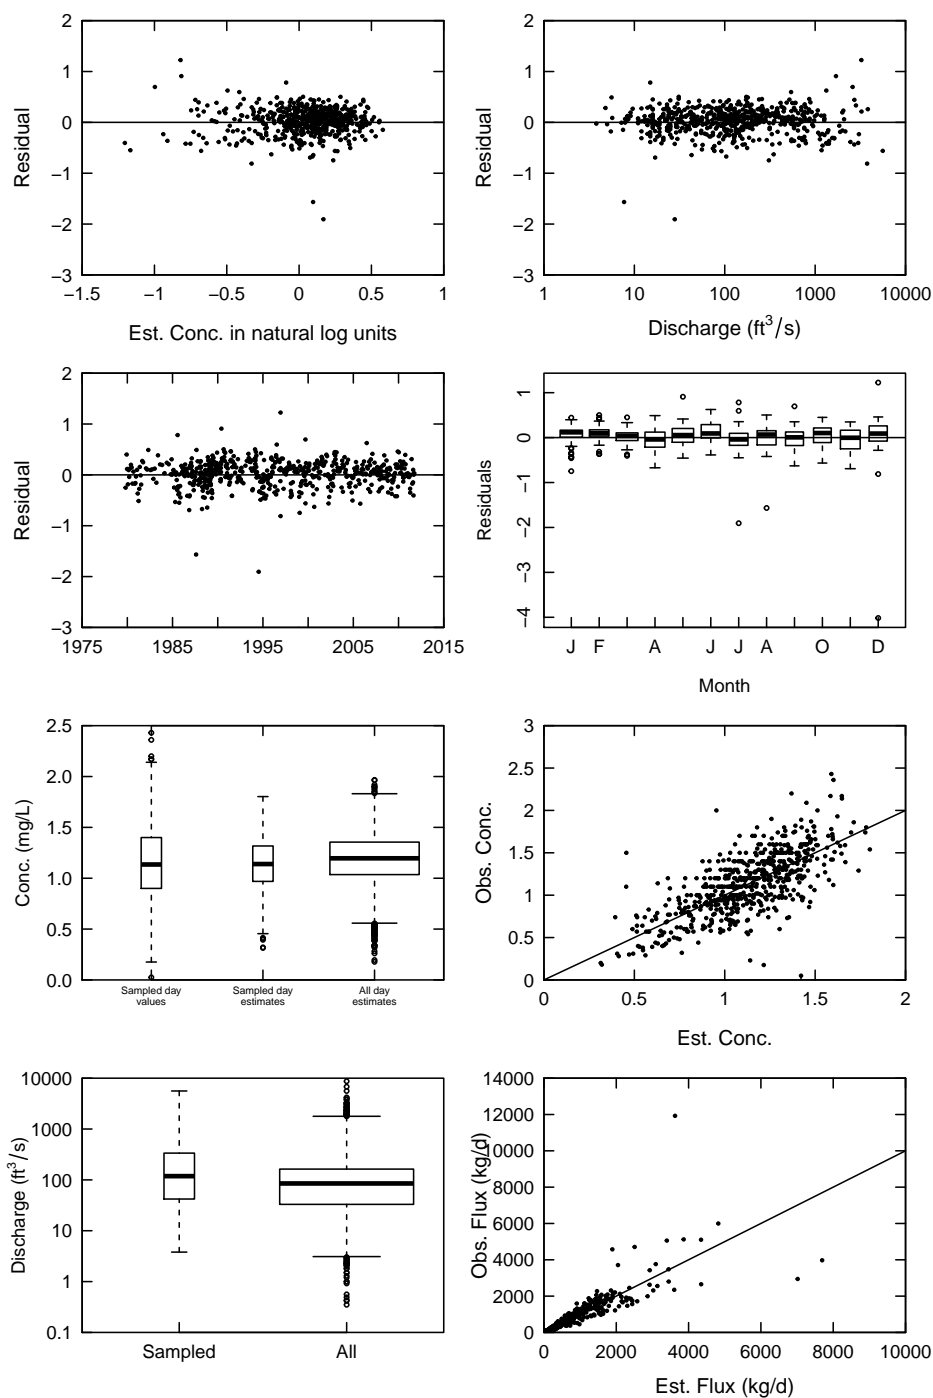 2
1
0
−1
−2
−3
Residual
−1.5 −1 −0.5 0 0.5 1
Est. Conc. in natural log units
2
1
0
−1
−2
−3
Residual
1 10 100 1000 10000
Discharge (ft³/s)
2
1
0
−1
−2
−3
Residual
1975 1985 1995 2005 2015
1
0
−1
−2
−3
−4
Residuals
J F A J J A O D
Month
2.5
2.0
1.5
1.0
0.5
0.0
Conc. (mg/L)
Sampled day Sampled day All day
values estimates estimates
3
2.5
2
1.5
1
0.5
0
Obs. Conc.
0 0.5 1 1.5 2
Est. Conc.
10000
1000
100
10
1
0.1
Discharge (ft³/s)
Sampled All
14000
12000
10000
8000
6000
4000
2000
0
Obs. Flux (kg/d)
0 2000 4000 6000 8000 10000
Est. Flux (kg/d)